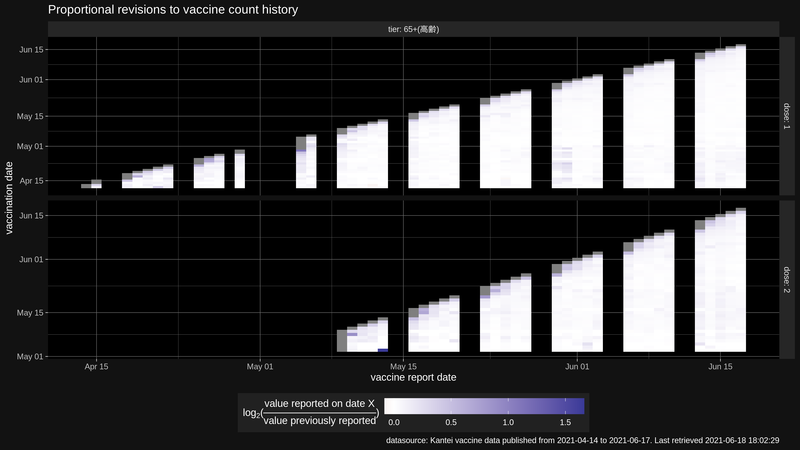 Proportional revisions to vaccine count history
tier: 65+(高齢)
Jun 15
Jun 01
May 15
May 01
Apr 15
dose: 1
vaccination date
Jun 15
Jun 01
May 15
May 01
dose: 2
Apr 15
May 01
May 15
Jun 01
Jun 15
vaccine report date
log2(value reported on date X
value previously reported)
0.0
0.5
1.0
1.5
datasource: Kantei vaccine data published from 2021-04-14 to 2021-06-17. Last retrieved 2021-06-18 18:02:29